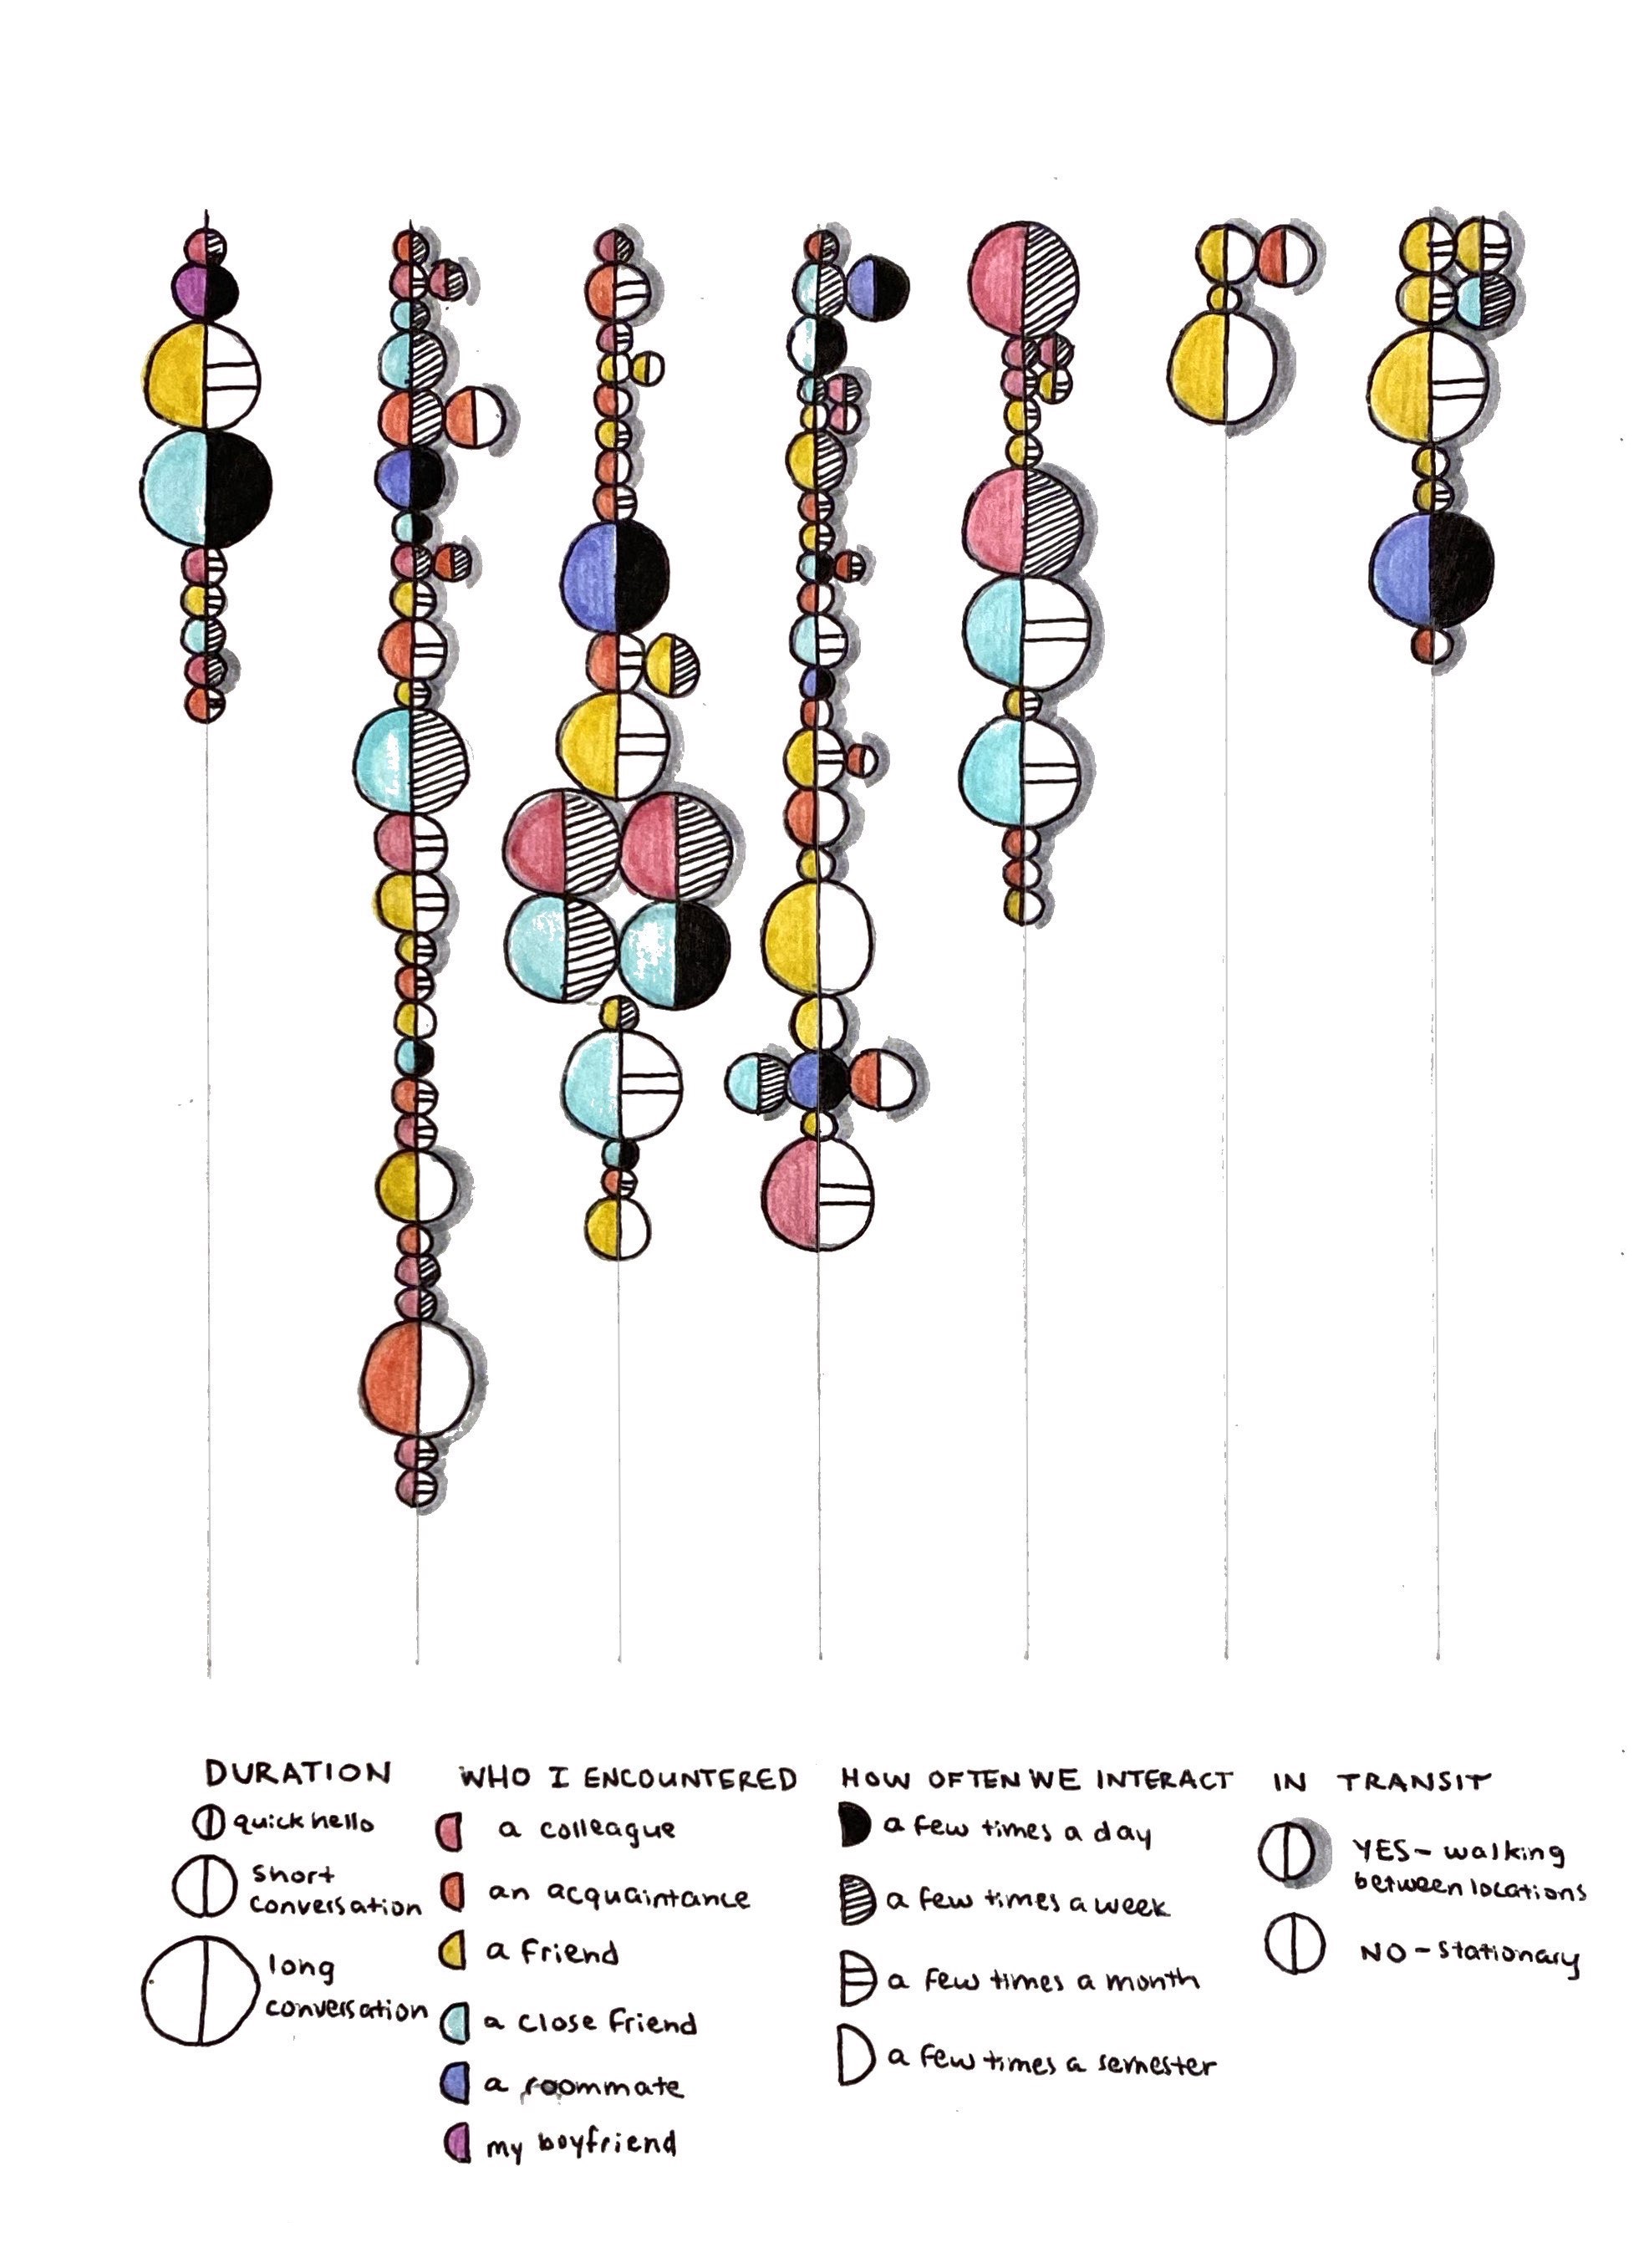 DURATION
quick hello
short
conversation
long
conversation
WHO I ENCOUNTERED
a colleague
an acquaintance
a friend
a close friend
a roommate
my boyfriend
HOW OFTEN WE INTERACT
a few times a day
a few times a week
a few times a month
a few times a semester
IN TRANSIT
YES - walking
between locations
NO - stationary